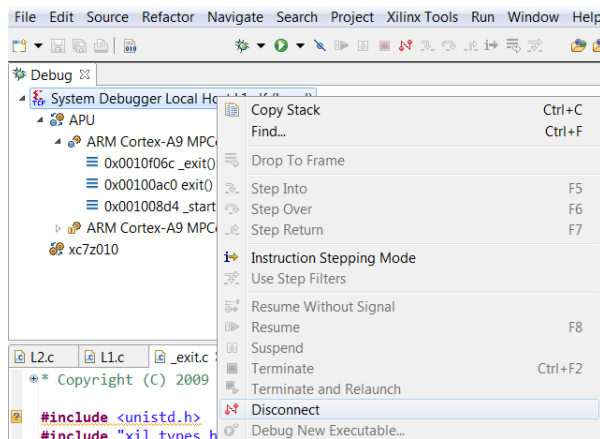 File Edit Source Refactor Navigate Search Project Xilinx Tools Run Window Help
Debug
System Debugger Local
APU
ARM Cortex-A9
0x0010f06c _exit()
0x00100ac0 exit()
0x001008d4 _start
ARM Cortex-A9
xc7z010
Copy Stack Ctrl+C
Find... Ctrl+F
Drop To Frame
Step Into F5
Step Over F6
Step Return F7
Instruction Stepping Mode
Use Step Filters
Resume Without Signal
Resume F8
Suspend
Terminate Ctrl+F2
Terminate and Relaunch
Disconnect
Debug New Executable...
L2.c L1.c _exit.c
* Copyright (C) 2009
#include <unistd.h>
#include "xil_types.h